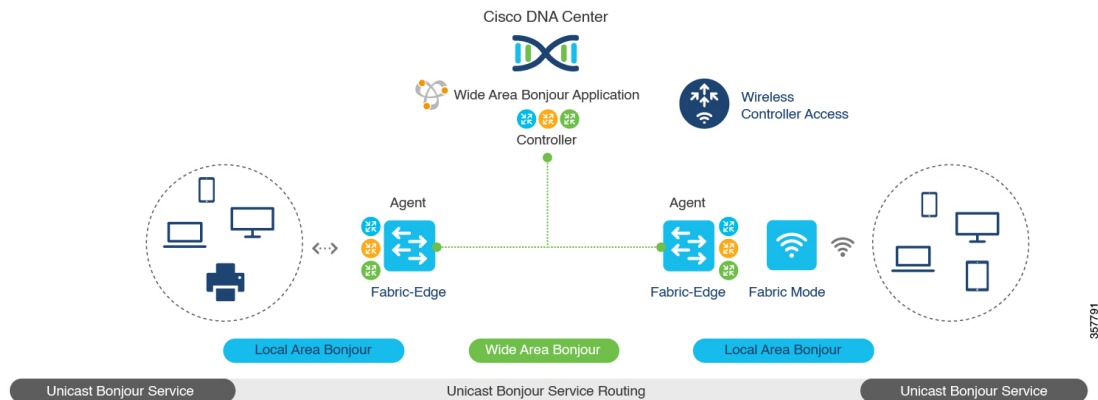 Cisco DNA Center
Wide Area Bonjour Application
Controller
Wireless
Controller Access
Agent
Fabric-Edge
Agent
Fabric-Edge
Fabric Mode
357791
Local Area Bonjour
Wide Area Bonjour
Local Area Bonjour
Unicast Bonjour Service
Unicast Bonjour Service Routing
Unicast Bonjour Service